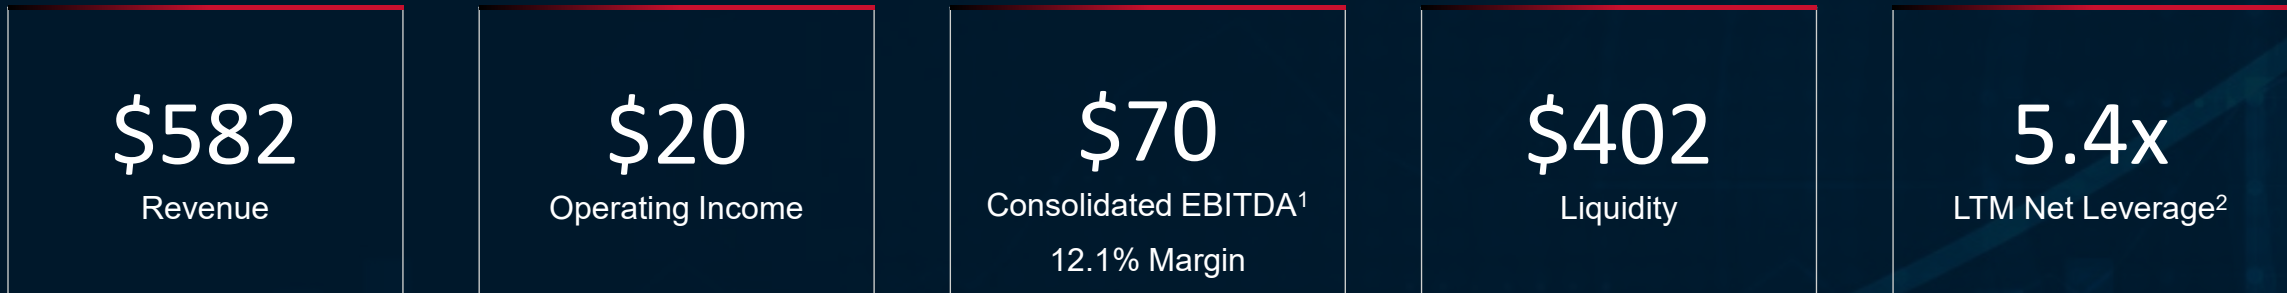 $582
Revenue
$20
Operating Income
$70
Consolidated EBITDA¹
12.1% Margin
$402
Liquidity
5.4x
LTM Net Leverage²